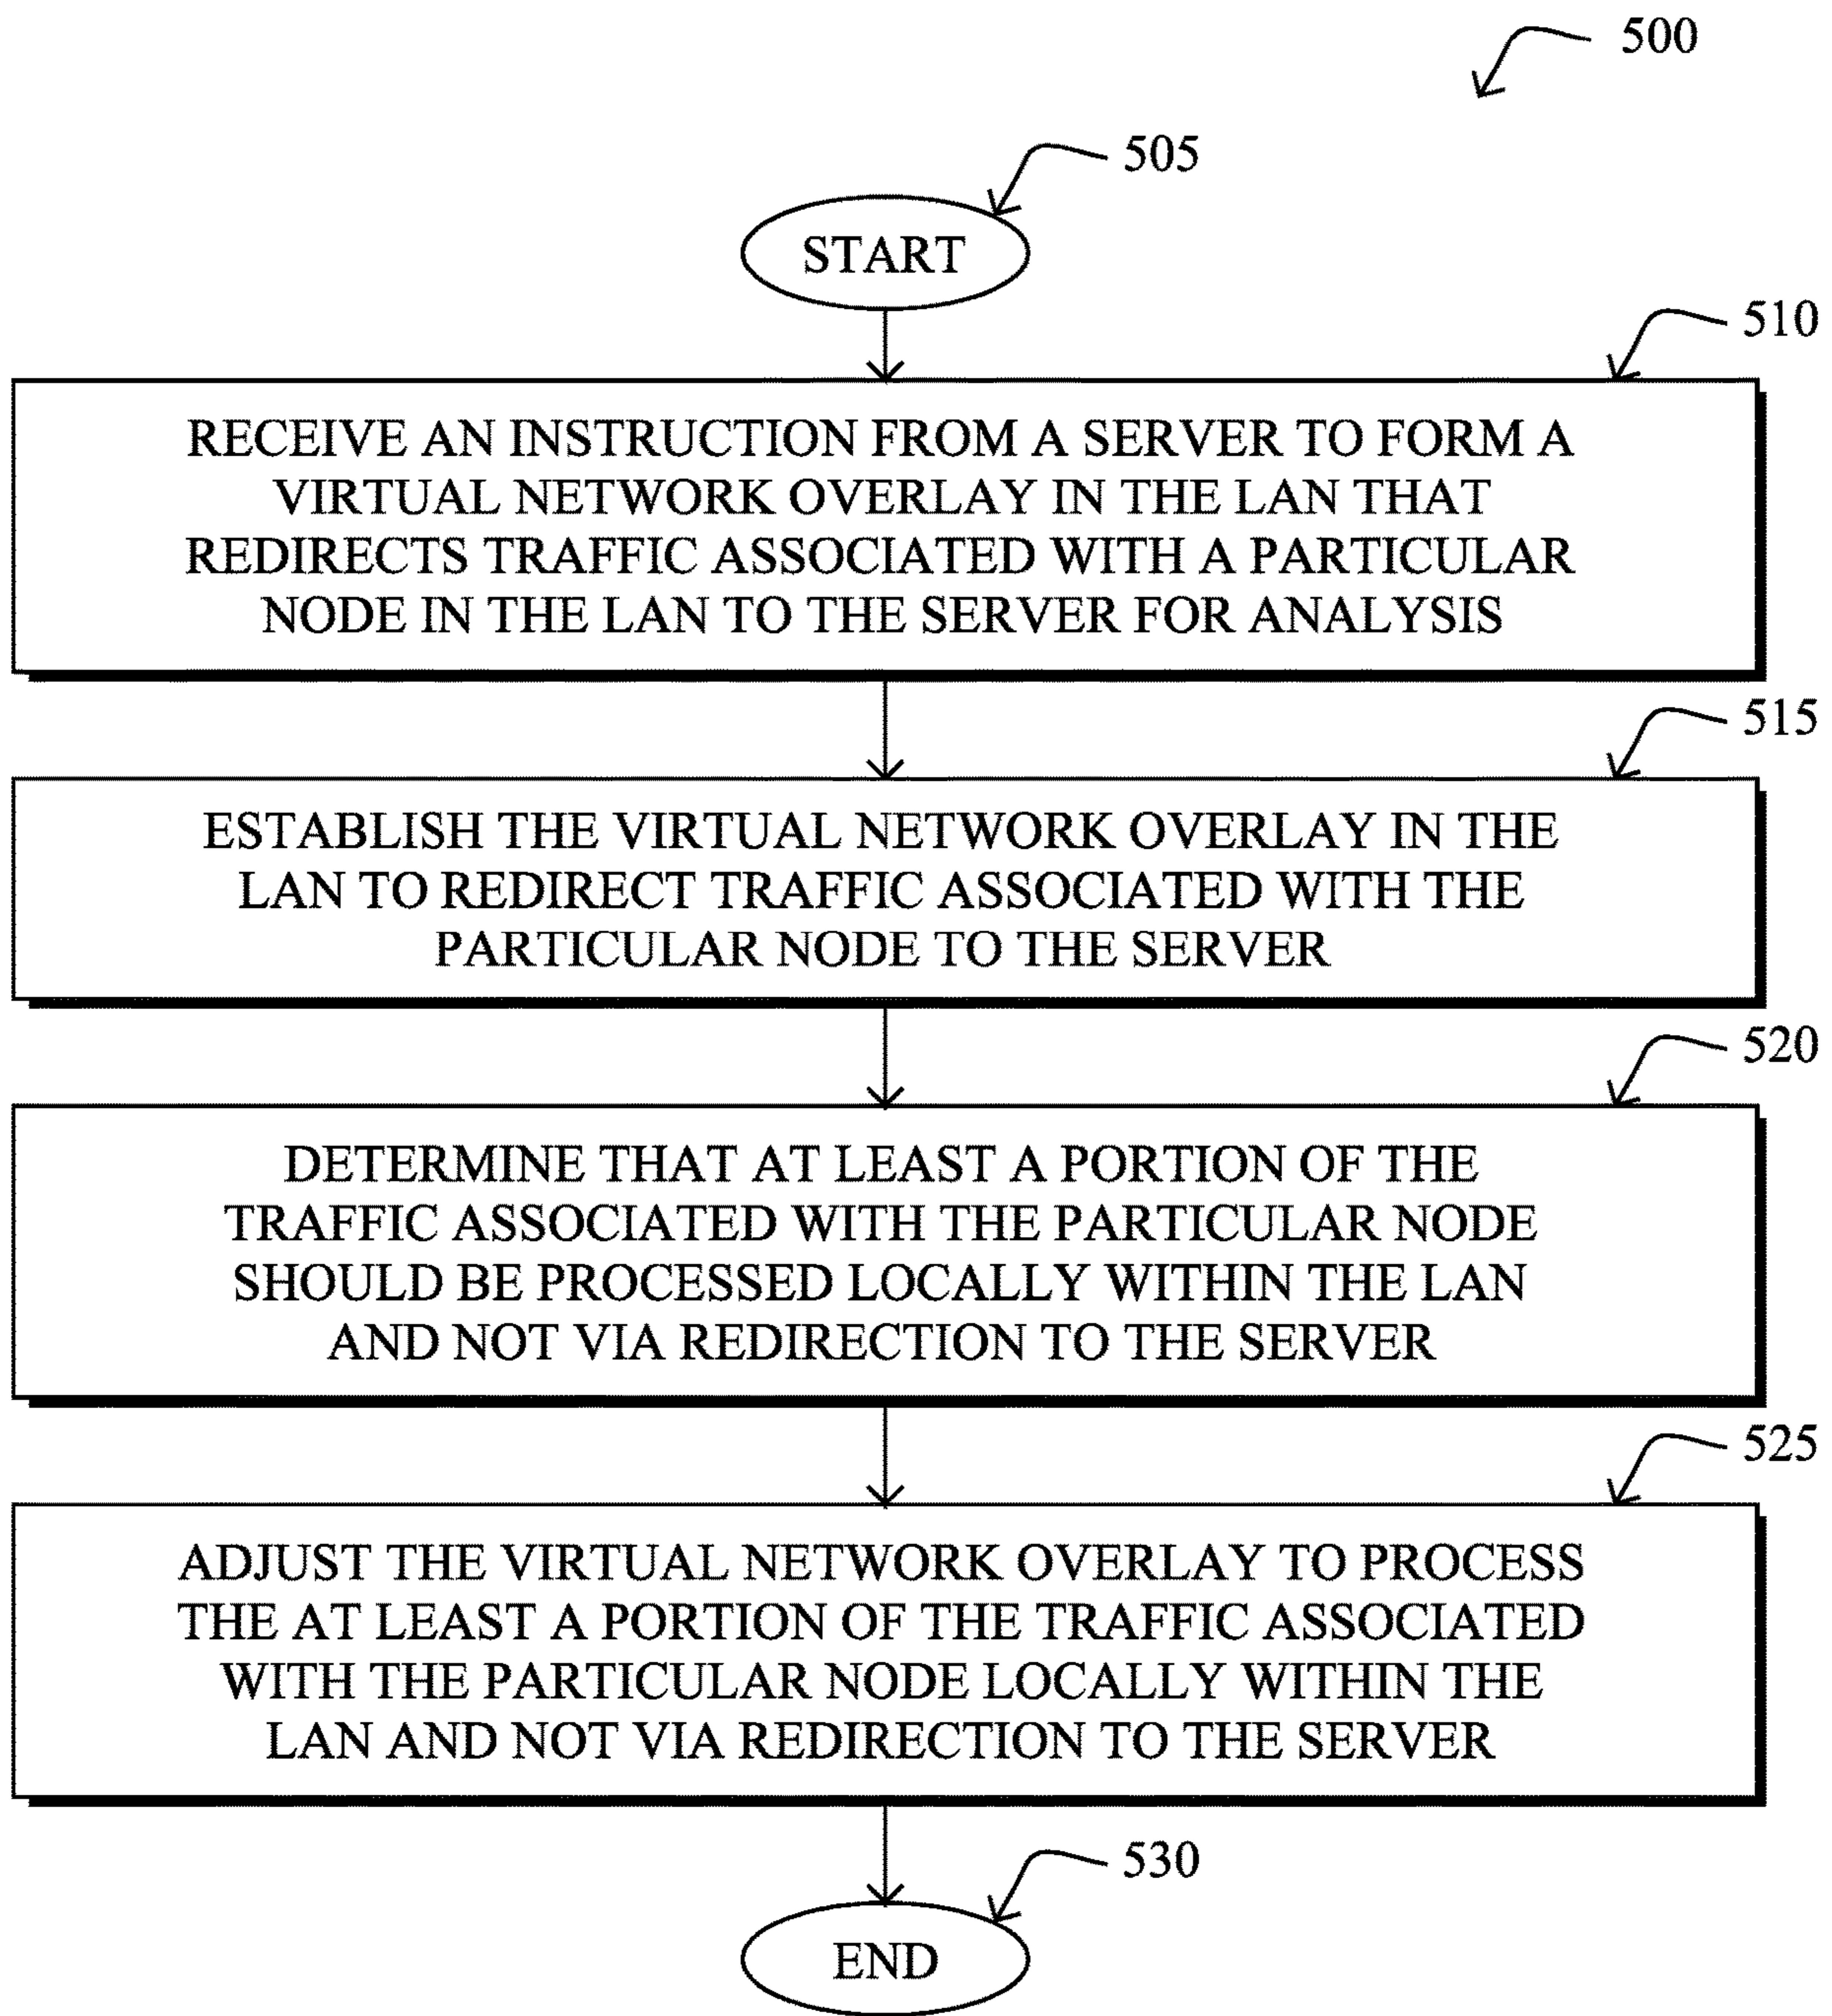 500
505
START
510
RECEIVE AN INSTRUCTION FROM A SERVER TO FORM A
VIRTUAL NETWORK OVERLAY IN THE LAN THAT
REDIRECTS TRAFFIC ASSOCIATED WITH A PARTICULAR
NODE IN THE LAN TO THE SERVER FOR ANALYSIS
515
ESTABLISH THE VIRTUAL NETWORK OVERLAY IN THE
LAN TO REDIRECT TRAFFIC ASSOCIATED WITH THE
PARTICULAR NODE TO THE SERVER
520
DETERMINE THAT AT LEAST A PORTION OF THE
TRAFFIC ASSOCIATED WITH THE PARTICULAR NODE
SHOULD BE PROCESSED LOCALLY WITHIN THE LAN
AND NOT VIA REDIRECTION TO THE SERVER
525
ADJUST THE VIRTUAL NETWORK OVERLAY TO PROCESS
THE AT LEAST A PORTION OF THE TRAFFIC ASSOCIATED
WITH THE PARTICULAR NODE LOCALLY WITHIN THE
LAN AND NOT VIA REDIRECTION TO THE SERVER
530
END